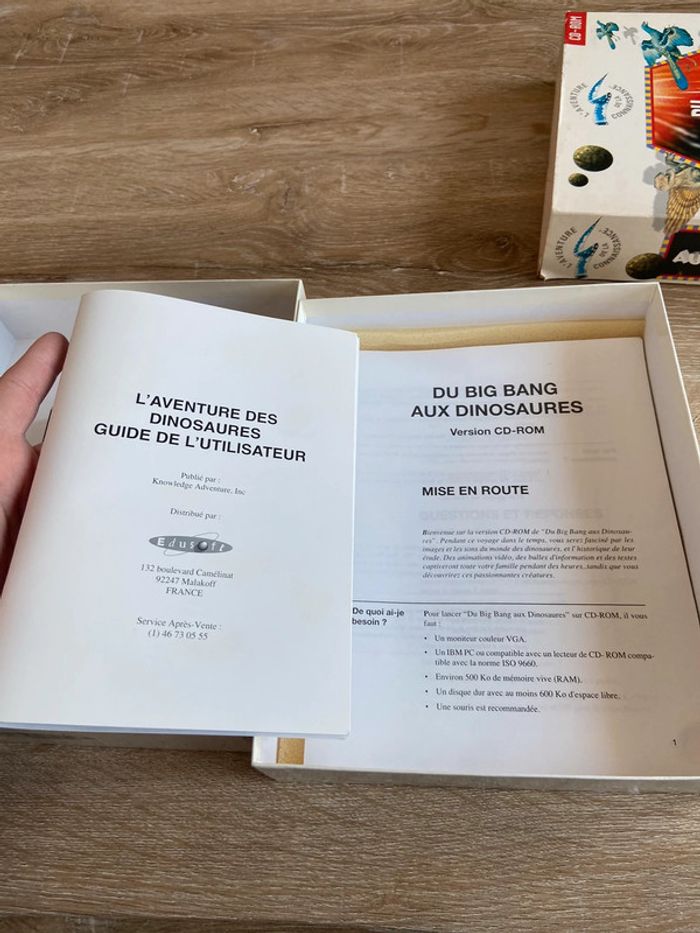 CD-ROM
L'AVENTURE
DE LA
CONNAISSANCE
L'AVENTURE
DE LA
CONNAISSANCE
L'AVENTURE DES
DINOSAURES
GUIDE DE L'UTILISATEUR
Publié par :
Knowledge Adventure, Inc
Distribué par :
Edusoft
132 boulevard Camélinat
92247 Malakoff
FRANCE
Service Après-Vente :
(1) 46 73 05 55
DU BIG BANG
AUX DINOSAURES
Version CD-ROM
MISE EN ROUTE
Bienvenue sur la version CD-ROM de "Du Big Bang aux Dinosau-
res". Pendant ce voyage dans le temps, vous serez fasciné par les
images et les sons du monde des dinosaures, et l'historique de leur
étude. Des animations vidéo, des bulles d'information et des textes
captiveront toute votre famille pendant des heures, tandis que vous
découvrirez ces passionnantes créatures.
De quoi ai-je
besoin ?
Pour lancer "Du Big Bang aux Dinosaures" sur CD-ROM, il vous
faut :
• Un moniteur couleur VGA.
• Un IBM PC ou compatible avec un lecteur de CD- ROM compa-
tible avec la norme ISO 9660.
• Environ 500 Ko de mémoire vive (RAM).
• Un disque dur avec au moins 600 Ko d'espace libre.
• Une souris est recommandée.
1